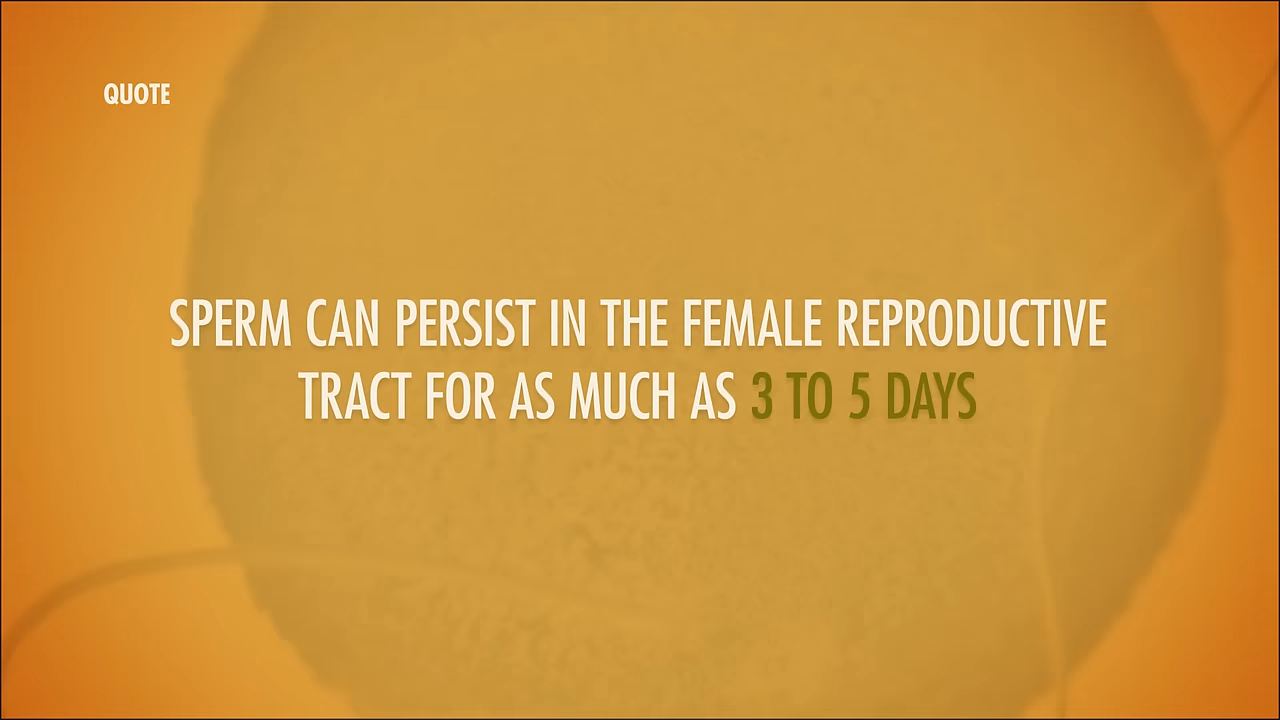 QUOTE
SPERM CAN PERSIST IN THE FEMALE REPRODUCTIVE
TRACT FOR AS MUCH AS 3 TO 5 DAYS